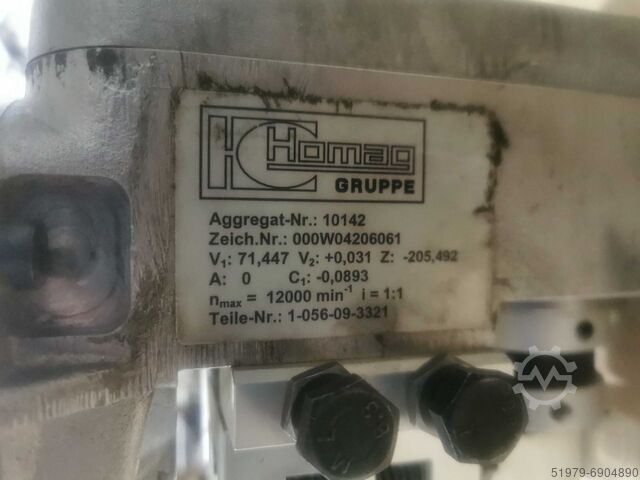 Homag
GRUPPE
Aggregat-Nr.: 10142
Zeich.Nr.: 000W04206061
V₁: 71,447 V₂: +0,031 Z: -205,492
A: 0 C₁: -0,0893
nmax = 12000 min⁻¹ i = 1:1
Teile-Nr.: 1-056-09-3321
51979-6904890